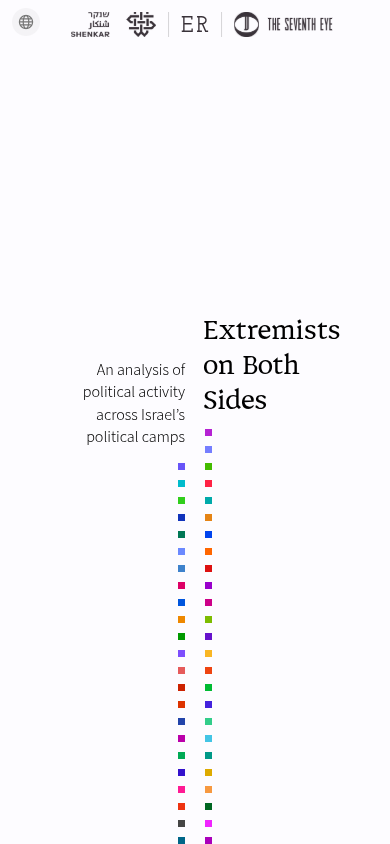 שנקר
شنكار
SHENKAR
ER
THE SEVENTH EYE
Extremists
on Both
Sides
An analysis of
political activity
across Israel's
political camps